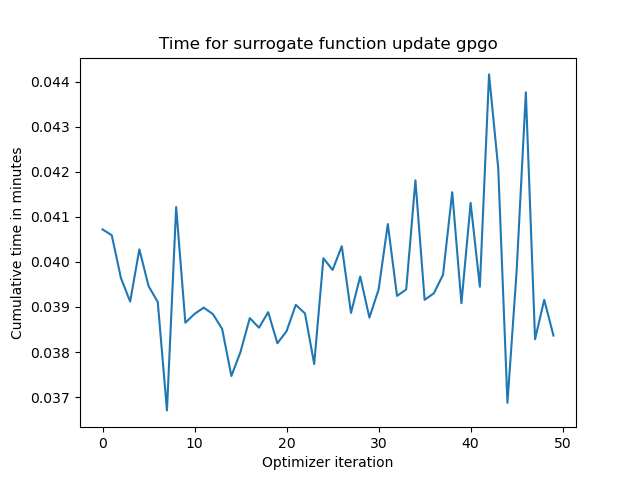 Time for surrogate function update gpgo
Cumulative time in minutes
0.044
0.043
0.042
0.041
0.040
0.039
0.038
0.037
0 10 20 30 40 50
Optimizer iteration